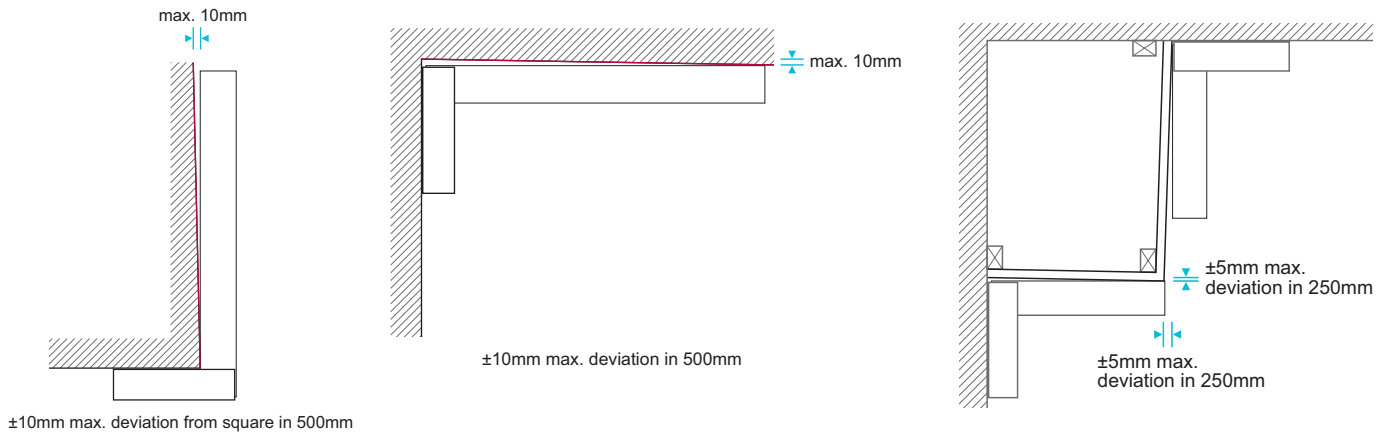 max. 10mm
±10mm max. deviation from square in 500mm
max. 10mm
±10mm max. deviation in 500mm
±5mm max.
deviation in 250mm
±5mm max.
deviation in 250mm